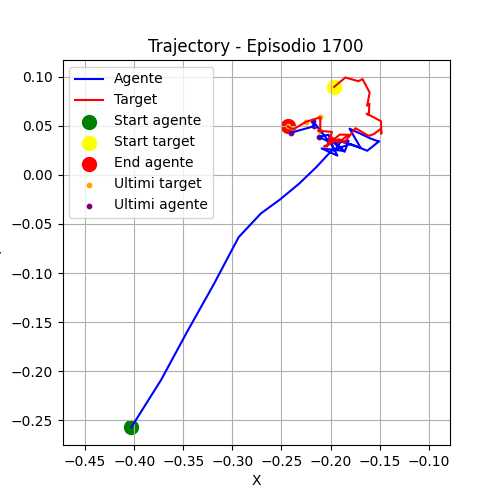 Trajectory - Episodio 1700
Agente
Target
Start agente
Start target
End agente
Ultimi target
Ultimi agente
0.10
0.05
0.00
−0.05
−0.10
−0.15
−0.20
−0.25
−0.45
−0.40
−0.35
−0.30
−0.25
−0.20
−0.15
−0.10
X